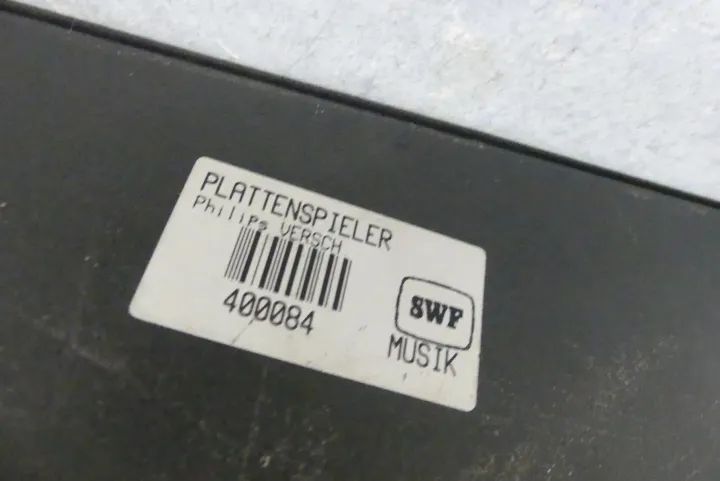 PLATTENSPIELER
Philips VERSCH
400084
SWF
MUSIK